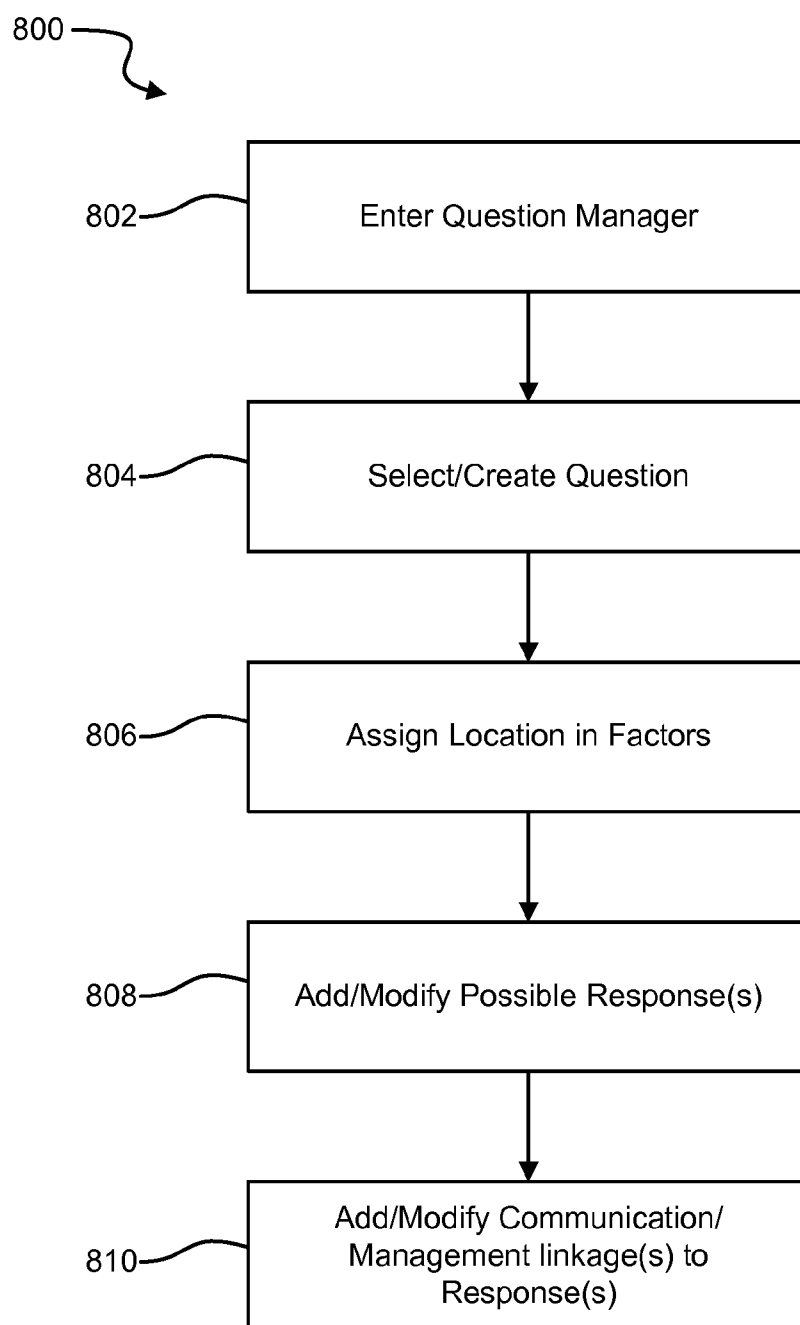 800
802
Enter Question Manager
804
Select/Create Question
806
Assign Location in Factors
808
Add/Modify Possible Response(s)
810
Add/Modify Communication/
Management linkage(s) to
Response(s)